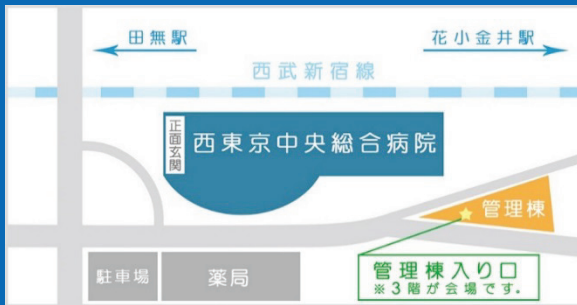 田無駅
花小金井駅
西武新宿線
正面玄関
西東京中央総合病院
管理棟
駐車場
薬局
管理棟入り口
※3階が会場です.